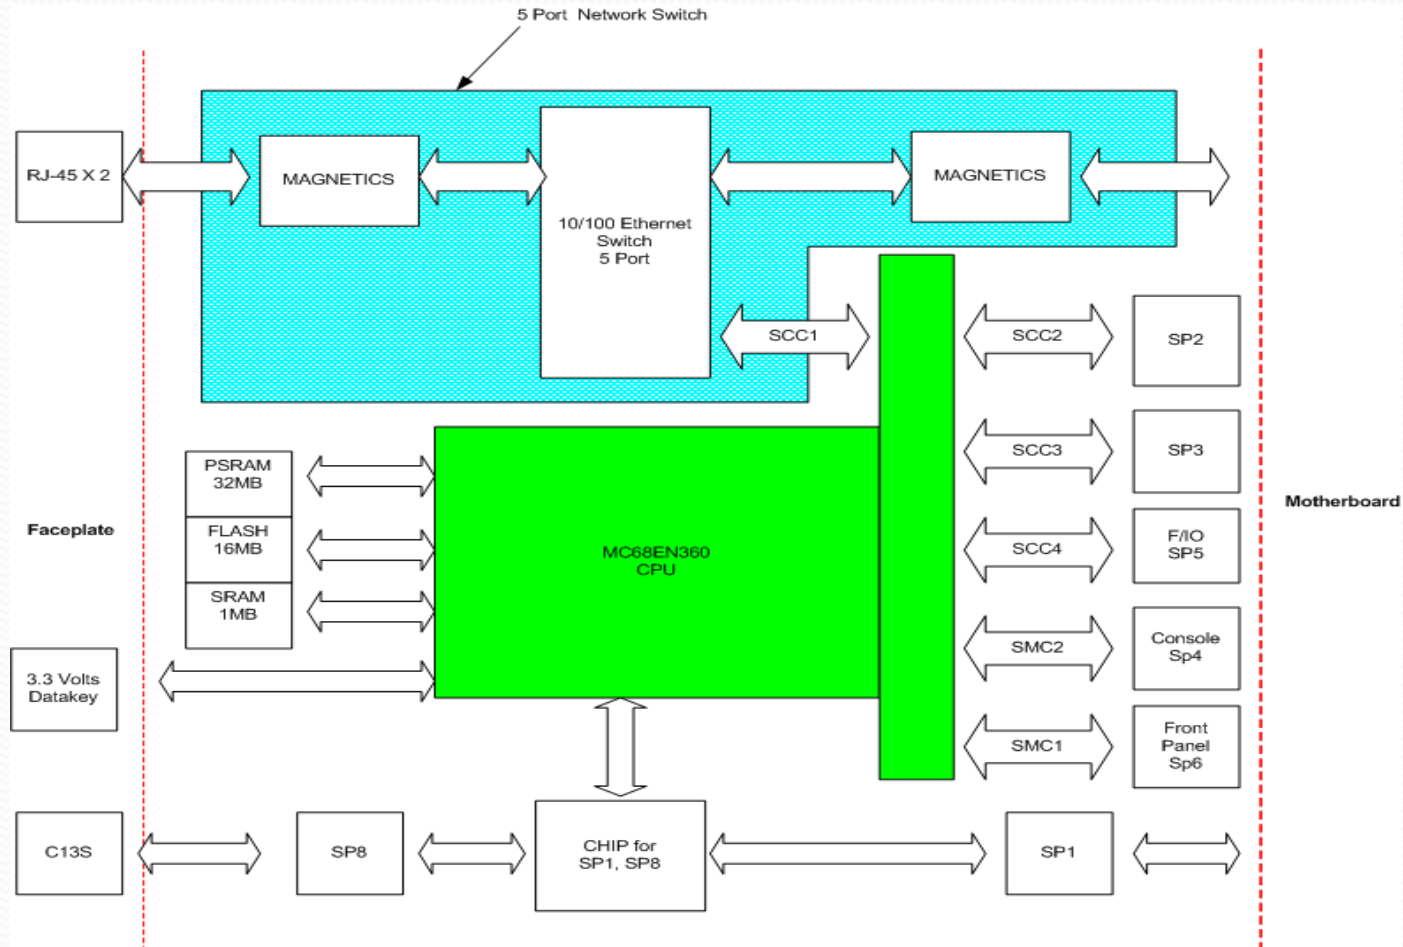 5 Port Network Switch
RJ-45 X 2
MAGNETICS
MAGNETICS
10/100 Ethernet
Switch
5 Port
SCC1
SCC2
SP2
PSRAM
32MB
SCC3
SP3
Faceplate
FLASH
16MB
MC68EN360
CPU
SCC4
F/IO
SP5
Motherboard
SRAM
1MB
SMC2
Console
Sp4
3.3 Volts
Datakey
SMC1
Front
Panel
Sp6
C13S
SP8
CHIP for
SP1, SP8
SP1